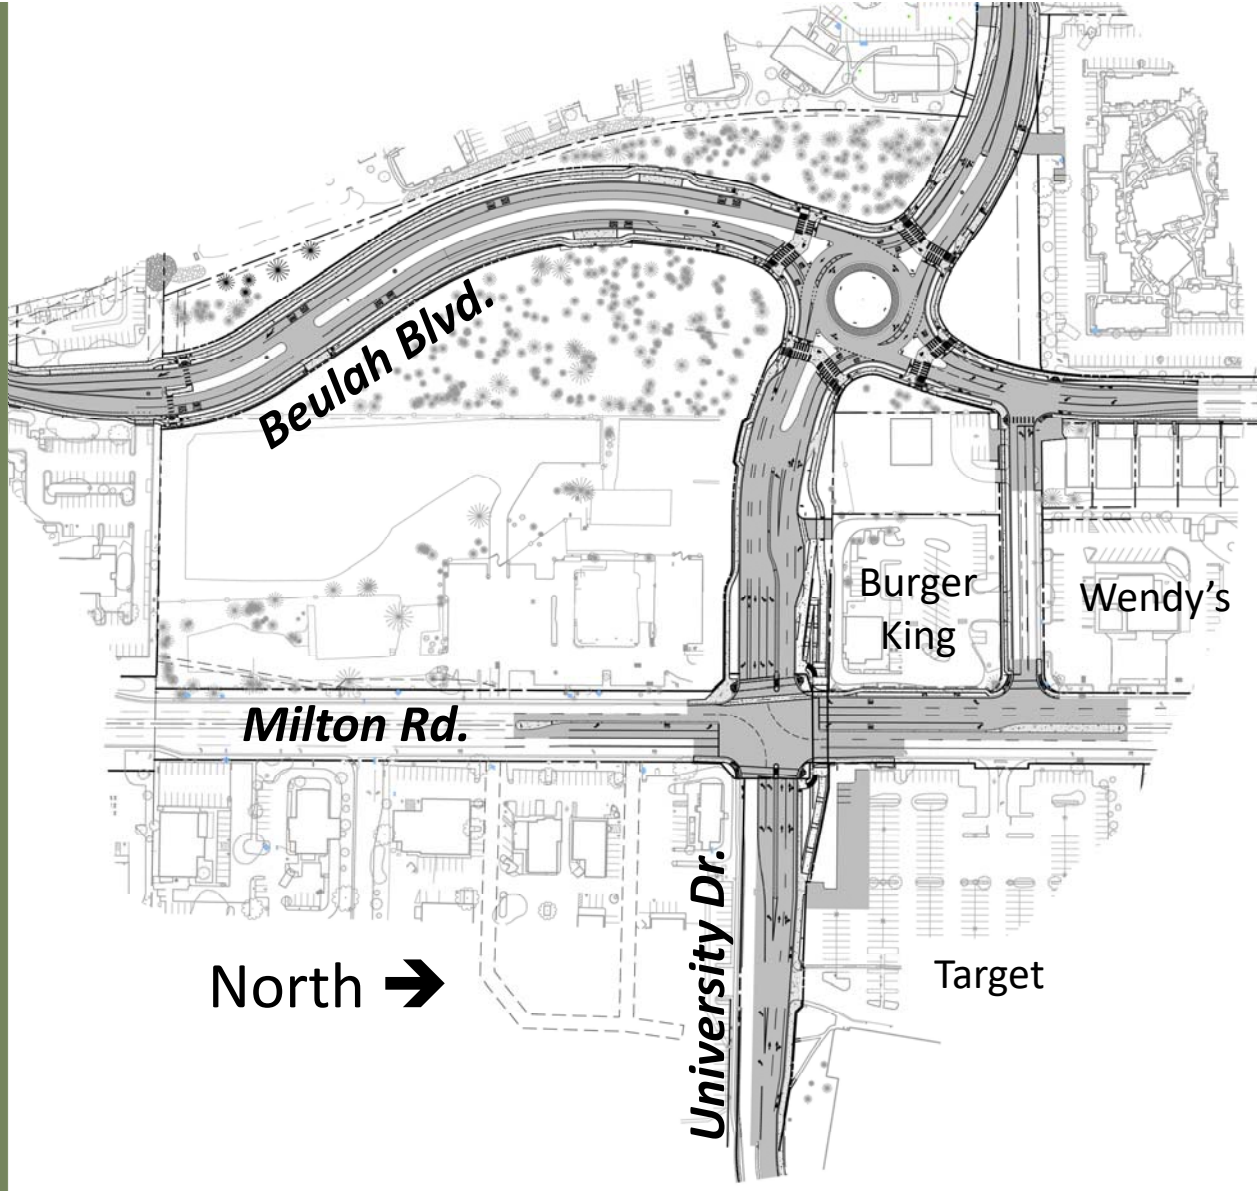 Beulah Blvd.
Burger
King
Wendy’s
Milton Rd.
University Dr.
North
Target